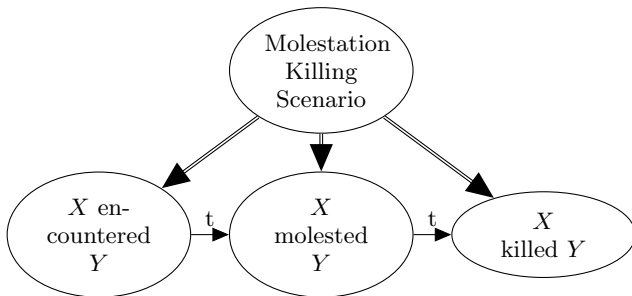 Molestation
Killing
Scenario
X en-
countered
Y
t
X
molested
Y
t
X
killed Y